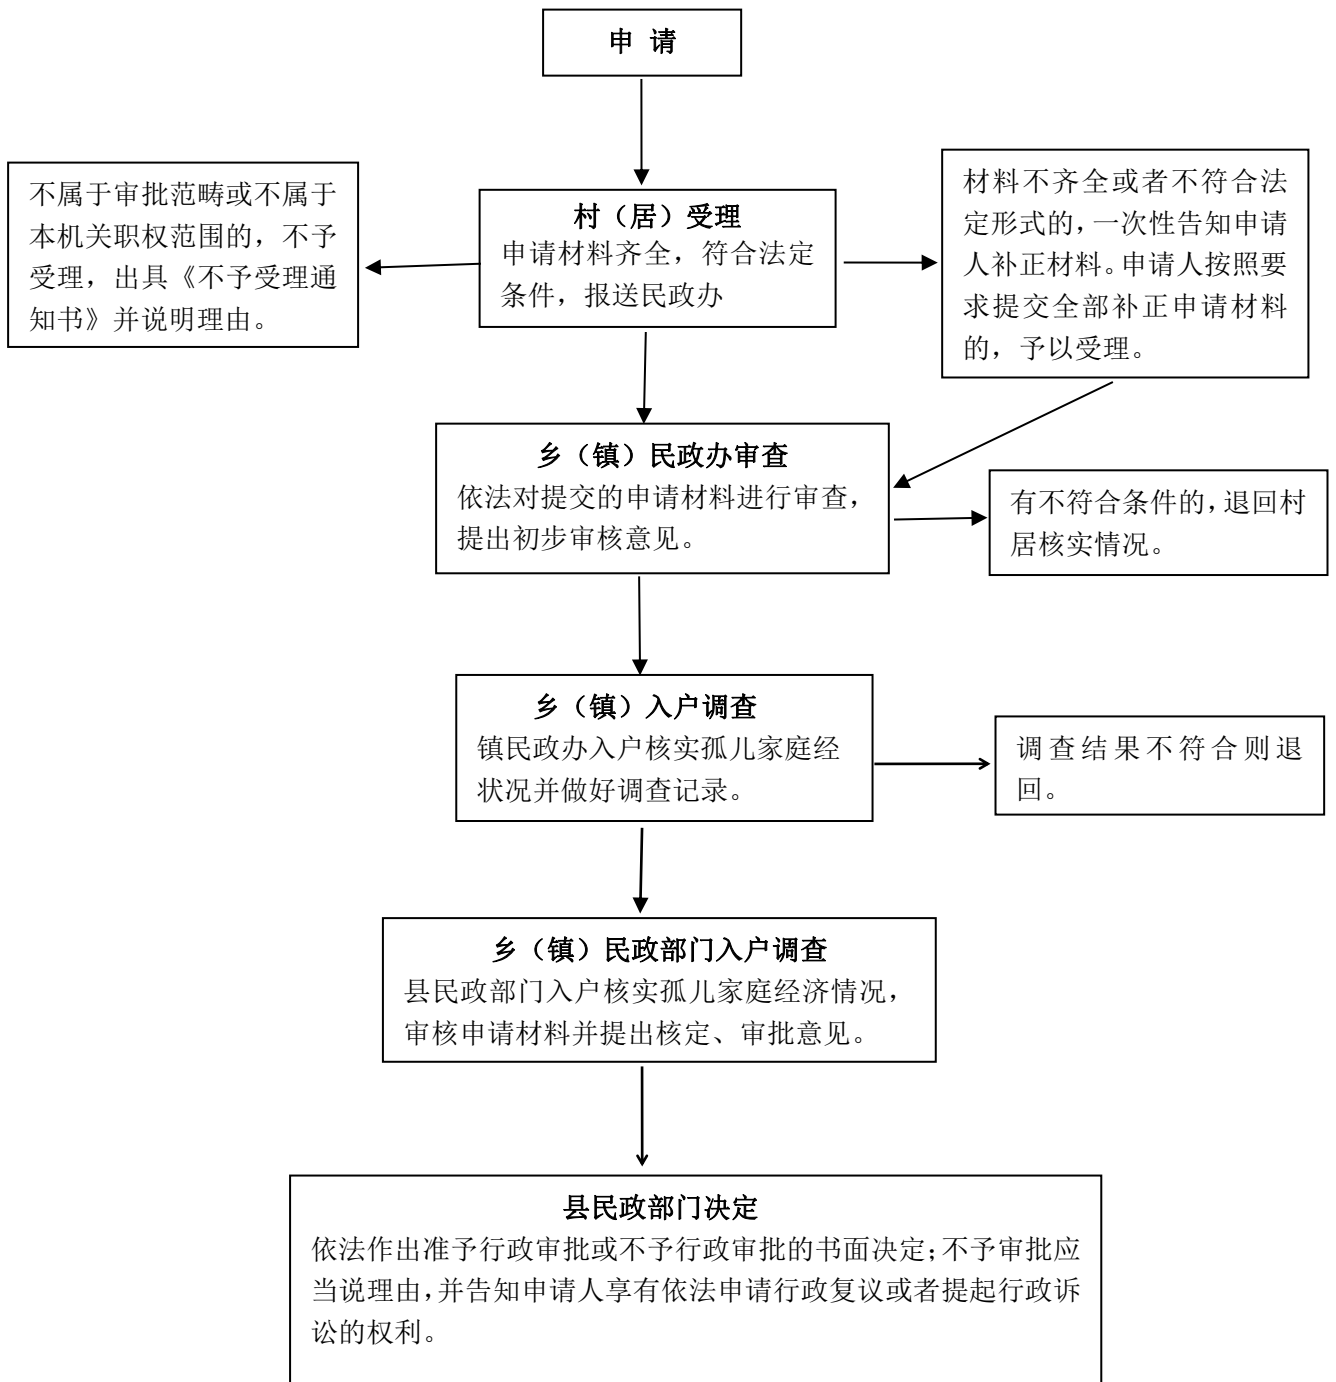 申 请
不属于审批范畴或不属于
本机关职权范围的，不予
受理，出具《不予受理通
知书》并说明理由。
村（居）受理
申请材料齐全，符合法定
条件，报送民政办
材料不齐全或者不符合法
定形式的，一次性告知申请
人补正材料。申请人按照要
求提交全部补正申请材料
的，予以受理。
乡（镇）民政办审查
依法对提交的申请材料进行审查，
提出初步审核意见。
有不符合条件的，退回村
居核实情况。
乡（镇）入户调查
镇民政办入户核实孤儿家庭经
状况并做好调查记录。
调查结果不符合则退
回。
乡（镇）民政部门入户调查
县民政部门入户核实孤儿家庭经济情况，
审核申请材料并提出核定、审批意见。
县民政部门决定
依法作出准予行政审批或不予行政审批的书面决定；不予审批应
当说理由，并告知申请人享有依法申请行政复议或者提起行政诉
讼的权利。